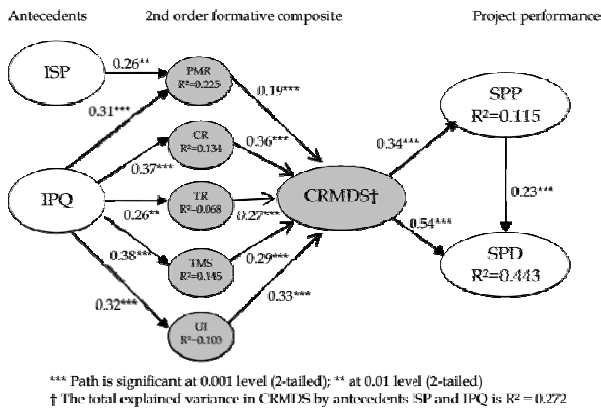 Antecedents 2nd order formative composite Project performance
ISP
0.26**
PMR
R²=0.225
0.19***
0.31***
SPP
R²=0.115
CR
R²=0.134
0.36***
0.34***
0.37***
IPQ
TR
R²=0.068
CRMDS†
0.26**
0.27***
0.23***
0.38***
TMS
R²=0.145
0.29***
0.54***
SPD
R²=0.443
0.32***
0.33***
UI
R²=0.103
*** Path is significant at 0.001 level (2-tailed); ** at 0.01 level (2-tailed)
† The total explained variance in CRMDS by antecedents ISP and IPQ is R² = 0.272